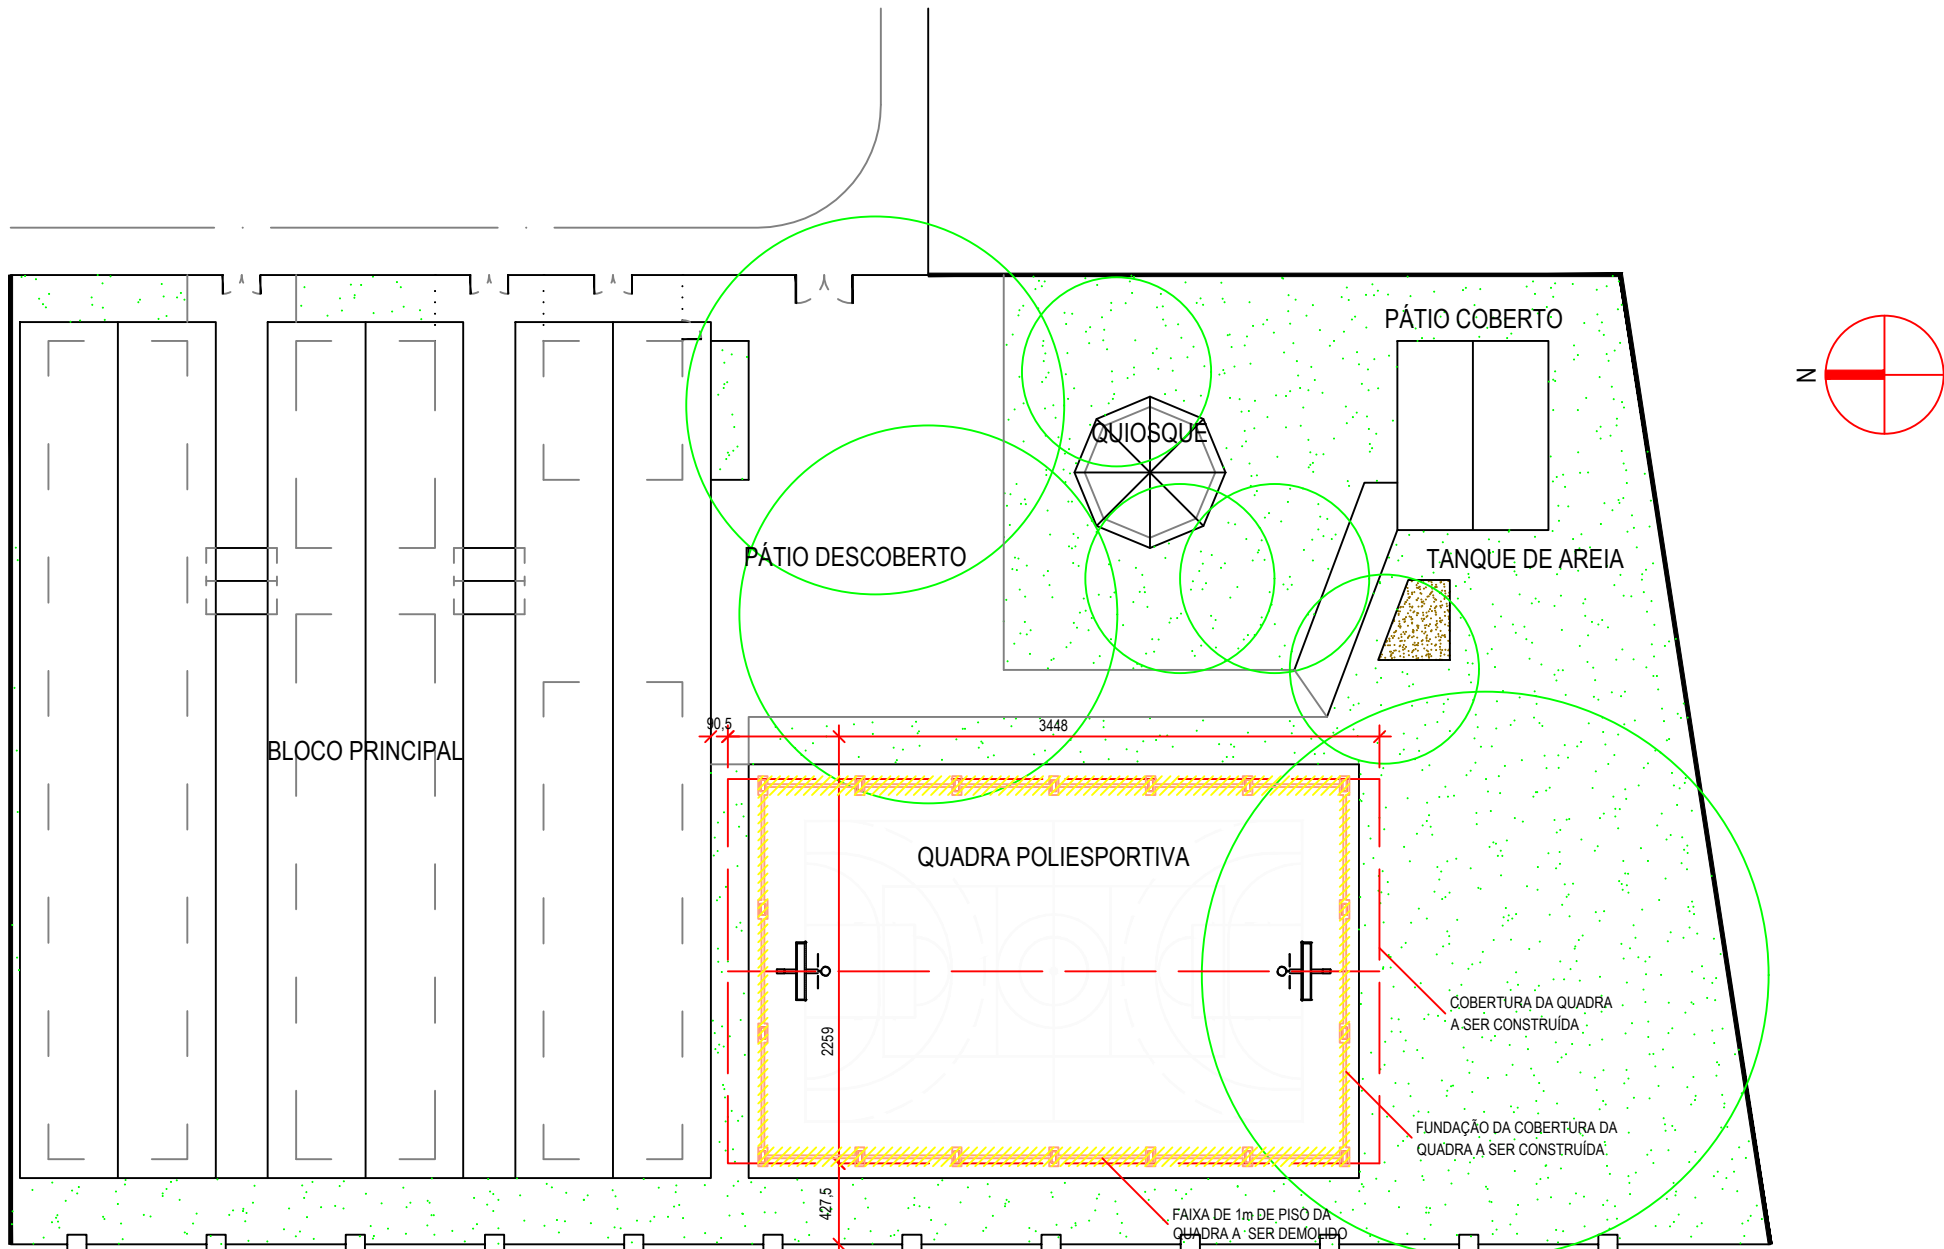 PÁTIO COBERTO
N
QUIOSQUE
PÁTIO DESCOBERTO
TANQUE DE AREIA
90,5
3448
BLOCO PRINCIPAL
QUADRA POLIESPORTIVA
COBERTURA DA QUADRA
A SER CONSTRUÍDA
2259
FUNDAÇÃO DA COBERTURA DA
QUADRA A SER CONSTRUÍDA
427,5
FAIXA DE 1m DE PISO DA
QUADRA A SER DEMOLIDO